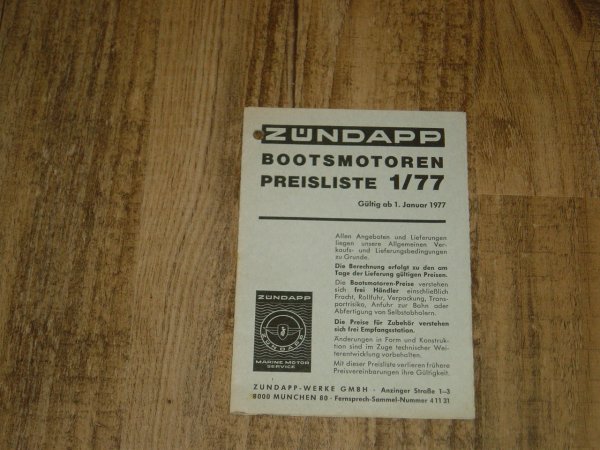 ZÜNDAPP
BOOTSMOTOREN
PREISLISTE 1/77
Gültig ab 1. Januar 1977
Allen Angeboten und Lieferungen
liegen unsere Allgemeinen Ver-
kaufs- und Lieferungsbedingungen
zu Grunde.
Die Berechnung erfolgt zu den am
Tage der Lieferung gültigen Preisen.
Die Bootsmotoren-Preise verstehen
sich frei Händler einschließlich
Fracht, Rollfuhr, Verpackung, Trans-
portrisiko, Anfuhr zur Bahn oder
Abfertigung von Selbstabholern.
Die Preise für Zubehör verstehen
sich frei Empfangsstation.
Änderungen in Form und Konstruk-
tion sind im Zuge technischer Wei-
terentwicklung vorbehalten.
Mit dieser Preisliste verlieren frühere
Preisvereinbarungen ihre Gültigkeit.
ZÜNDAPP
ZÜNDAPP
MARINE MOTOR
SERVICE
ZUNDAPP-WERKE GMBH · Anzinger Straße 1–3
8000 MÜNCHEN 80 · Fernsprech-Sammel-Nummer 41 1 31